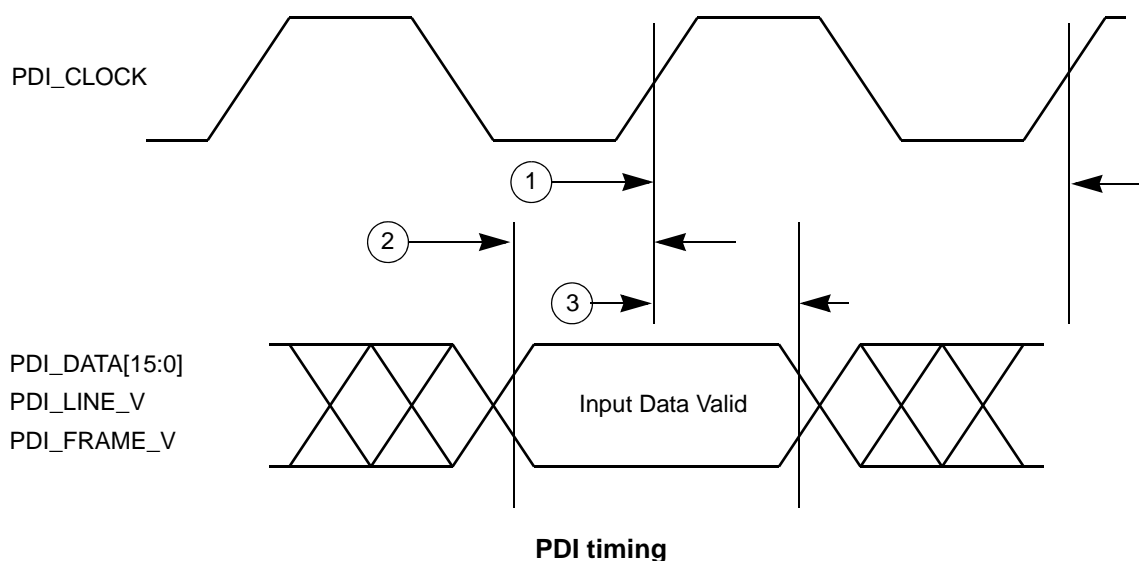 PDI_CLOCK
1
2
3
PDI_DATA[15:0]
PDI_LINE_V
PDI_FRAME_V
Input Data Valid
PDI timing